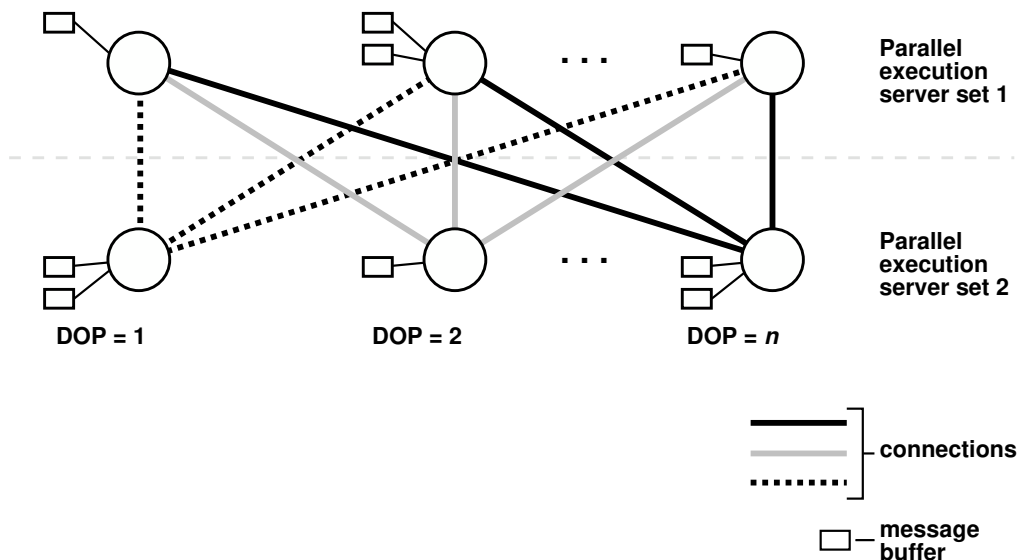 . . .
Parallel
execution
server set 1
. . .
Parallel
execution
server set 2
DOP = 1
DOP = 2
DOP = n
connections
message
buffer